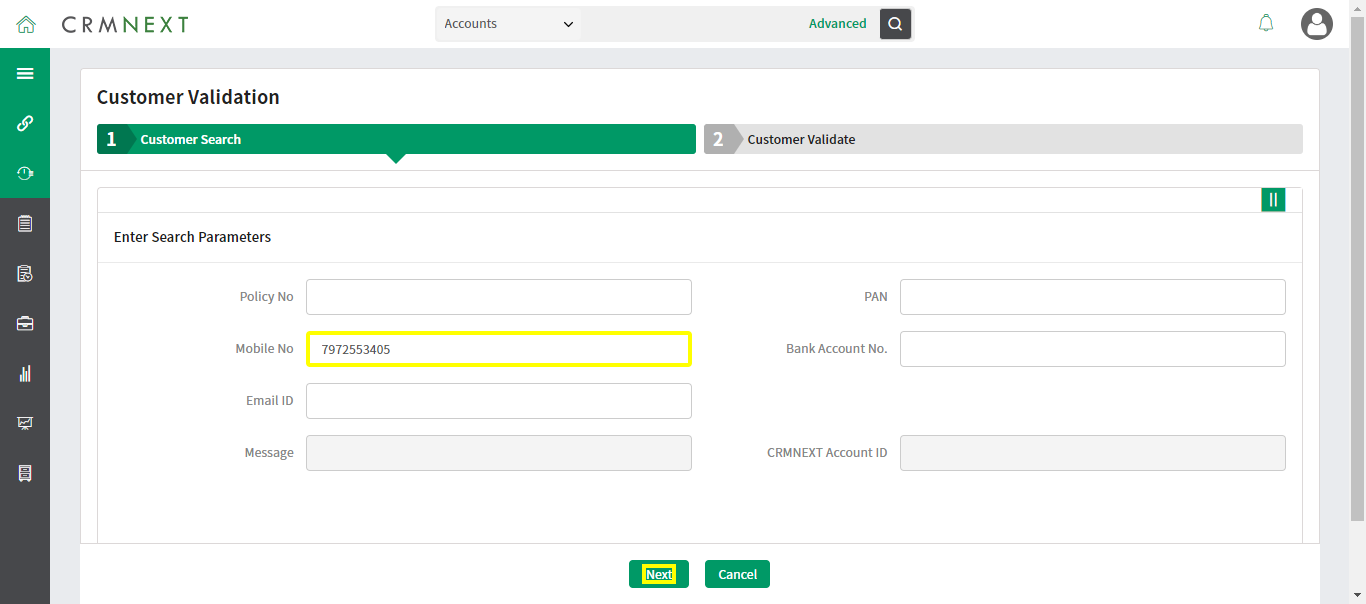 CRMNEXT
Accounts
Advanced
Customer Validation
1 Customer Search
2 Customer Validate
Enter Search Parameters
Policy No
PAN
Mobile No 7972553405
Bank Account No.
Email ID
Message
CRMNEXT Account ID
Next
Cancel